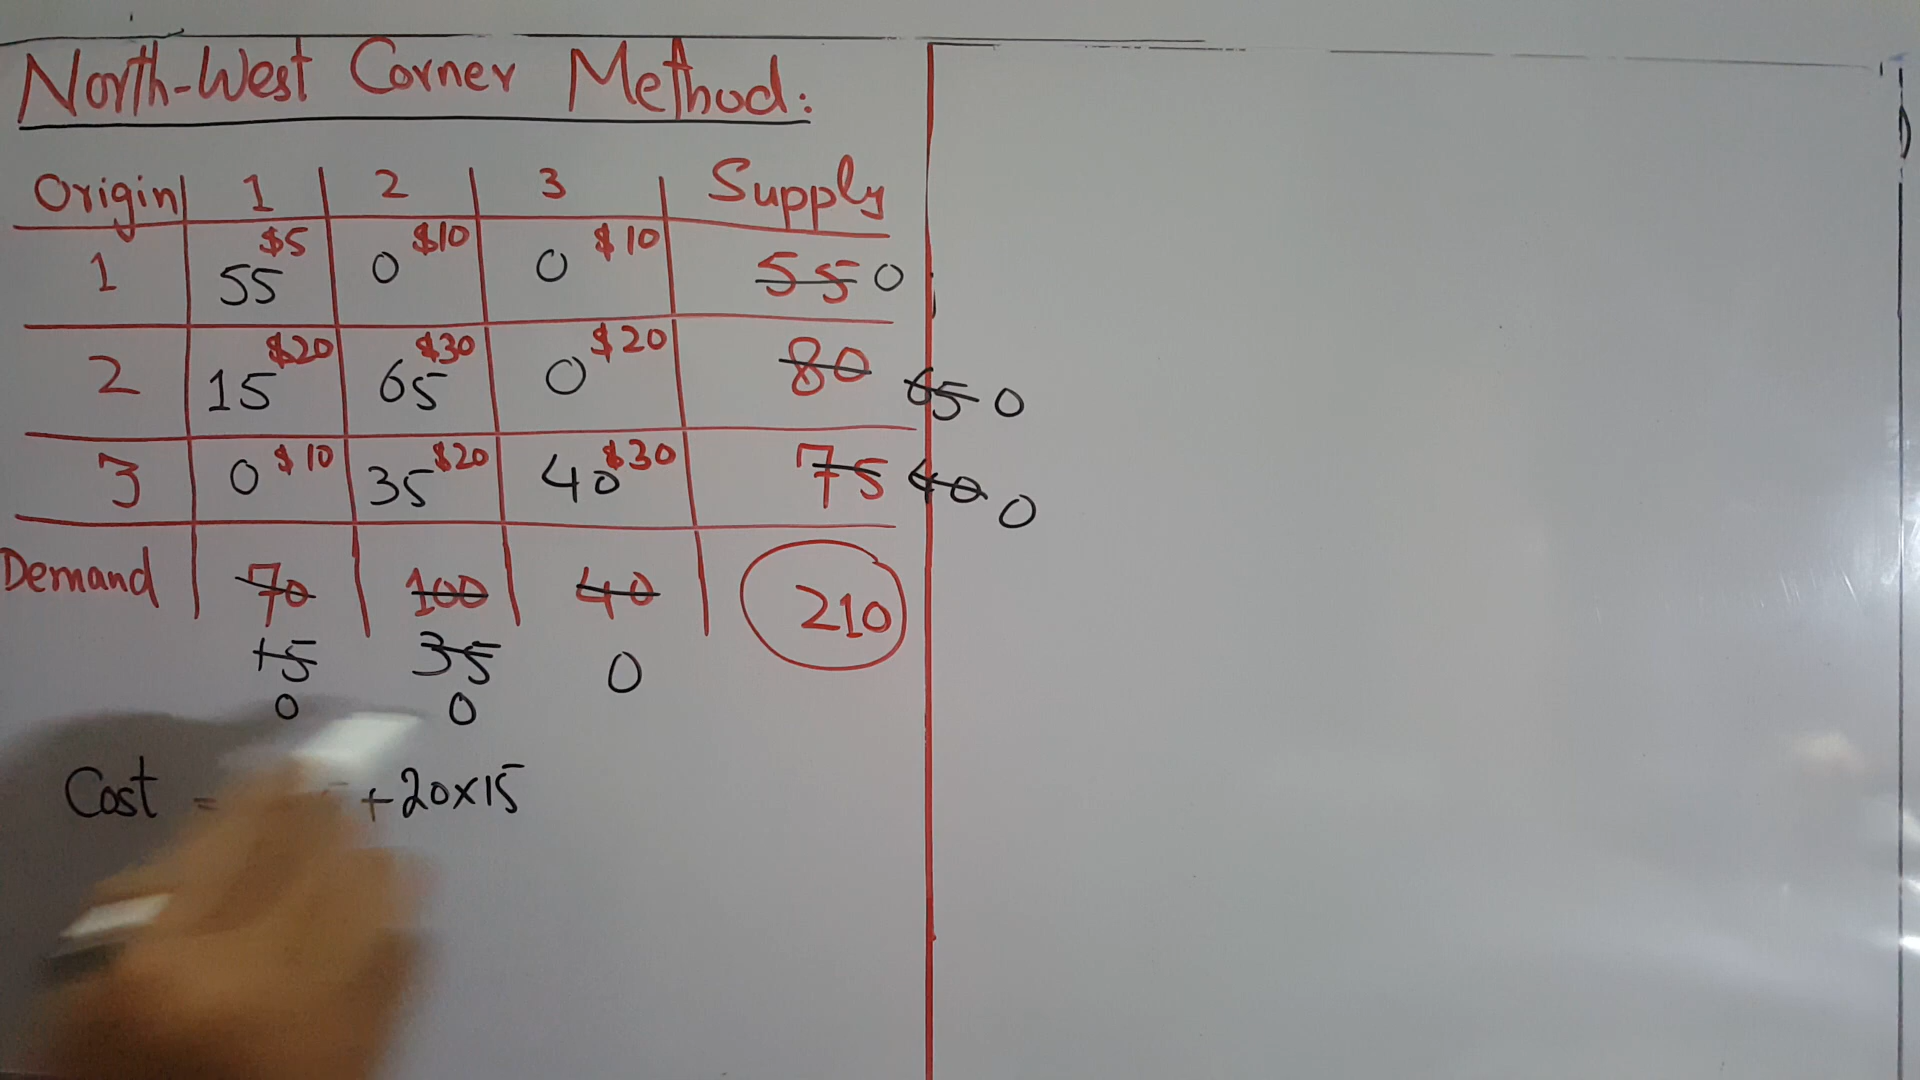 North-West Corner Method:
Origin 1 2 3 Supply
1 55 $5 0 $10 0 $10 55 0
2 15 $20 65 $30 0 $20 80 65 0
3 0 $10 35 $20 40 $30 75 40 0
Demand 70 100 40 210
15 35 0
0 0
Cost = +20×15